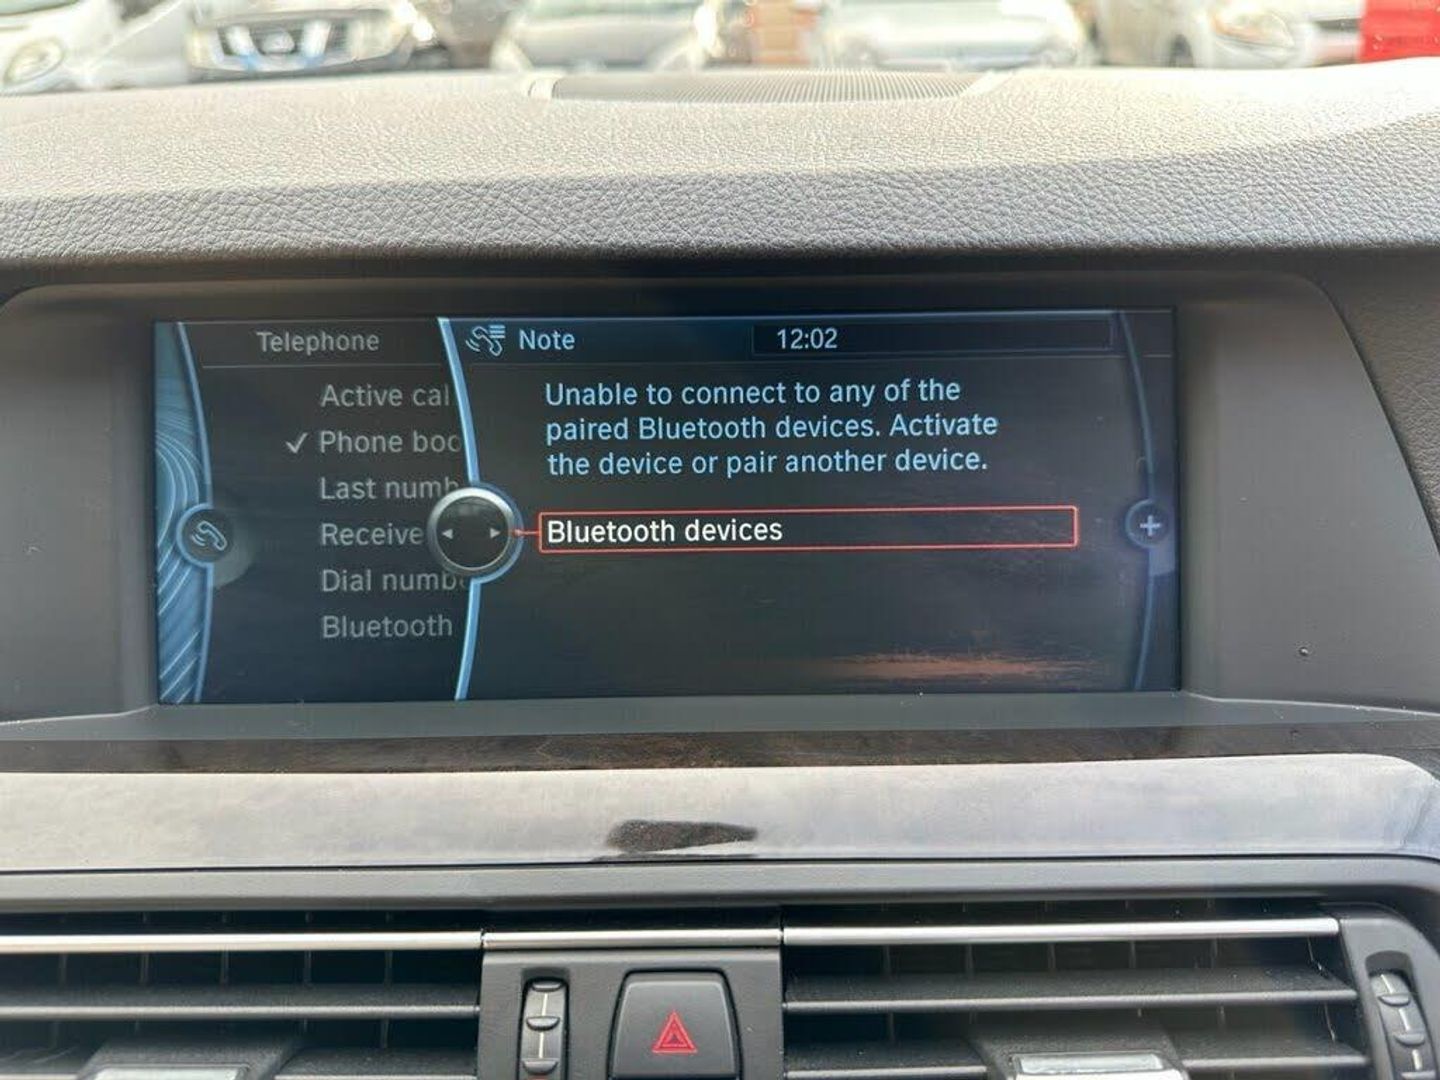 Telephone
Note
12:02
Active cal
Phone boo
Last numb
Receive
Dial numb
Bluetooth
Unable to connect to any of the
paired Bluetooth devices. Activate
the device or pair another device.
Bluetooth devices